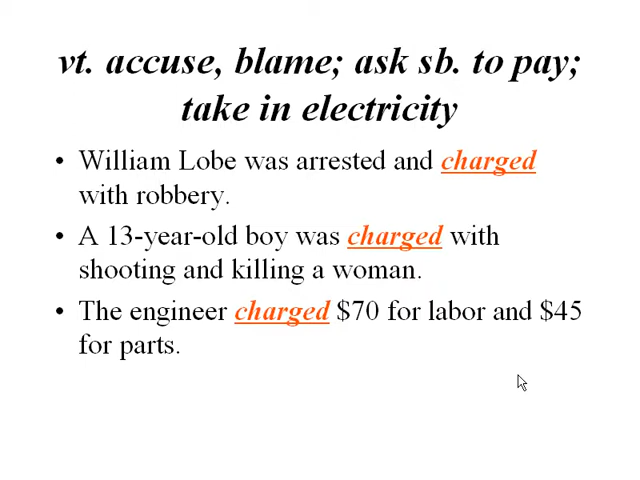 vt. accuse, blame; ask sb. to pay;
take in electricity
• William Lobe was arrested and charged
with robbery.
• A 13-year-old boy was charged with
shooting and killing a woman.
• The engineer charged $70 for labor and $45
for parts.